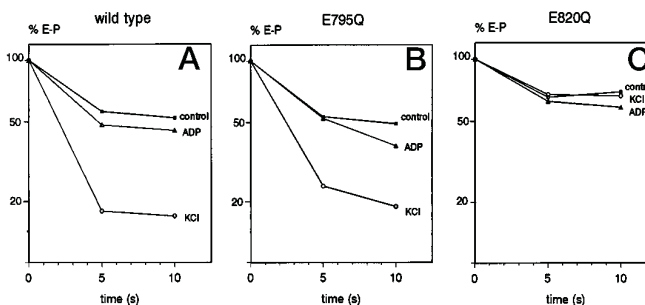 wild type
% E-P
A
100
50
20
control
ADP
KCl
0 5 10
time (s)
E795Q
% E-P
B
100
50
20
control
ADP
KCl
0 5 10
time (s)
E820Q
% E-P
C
100
50
20
contro
KCl
ADP
0 5 10
time (s)